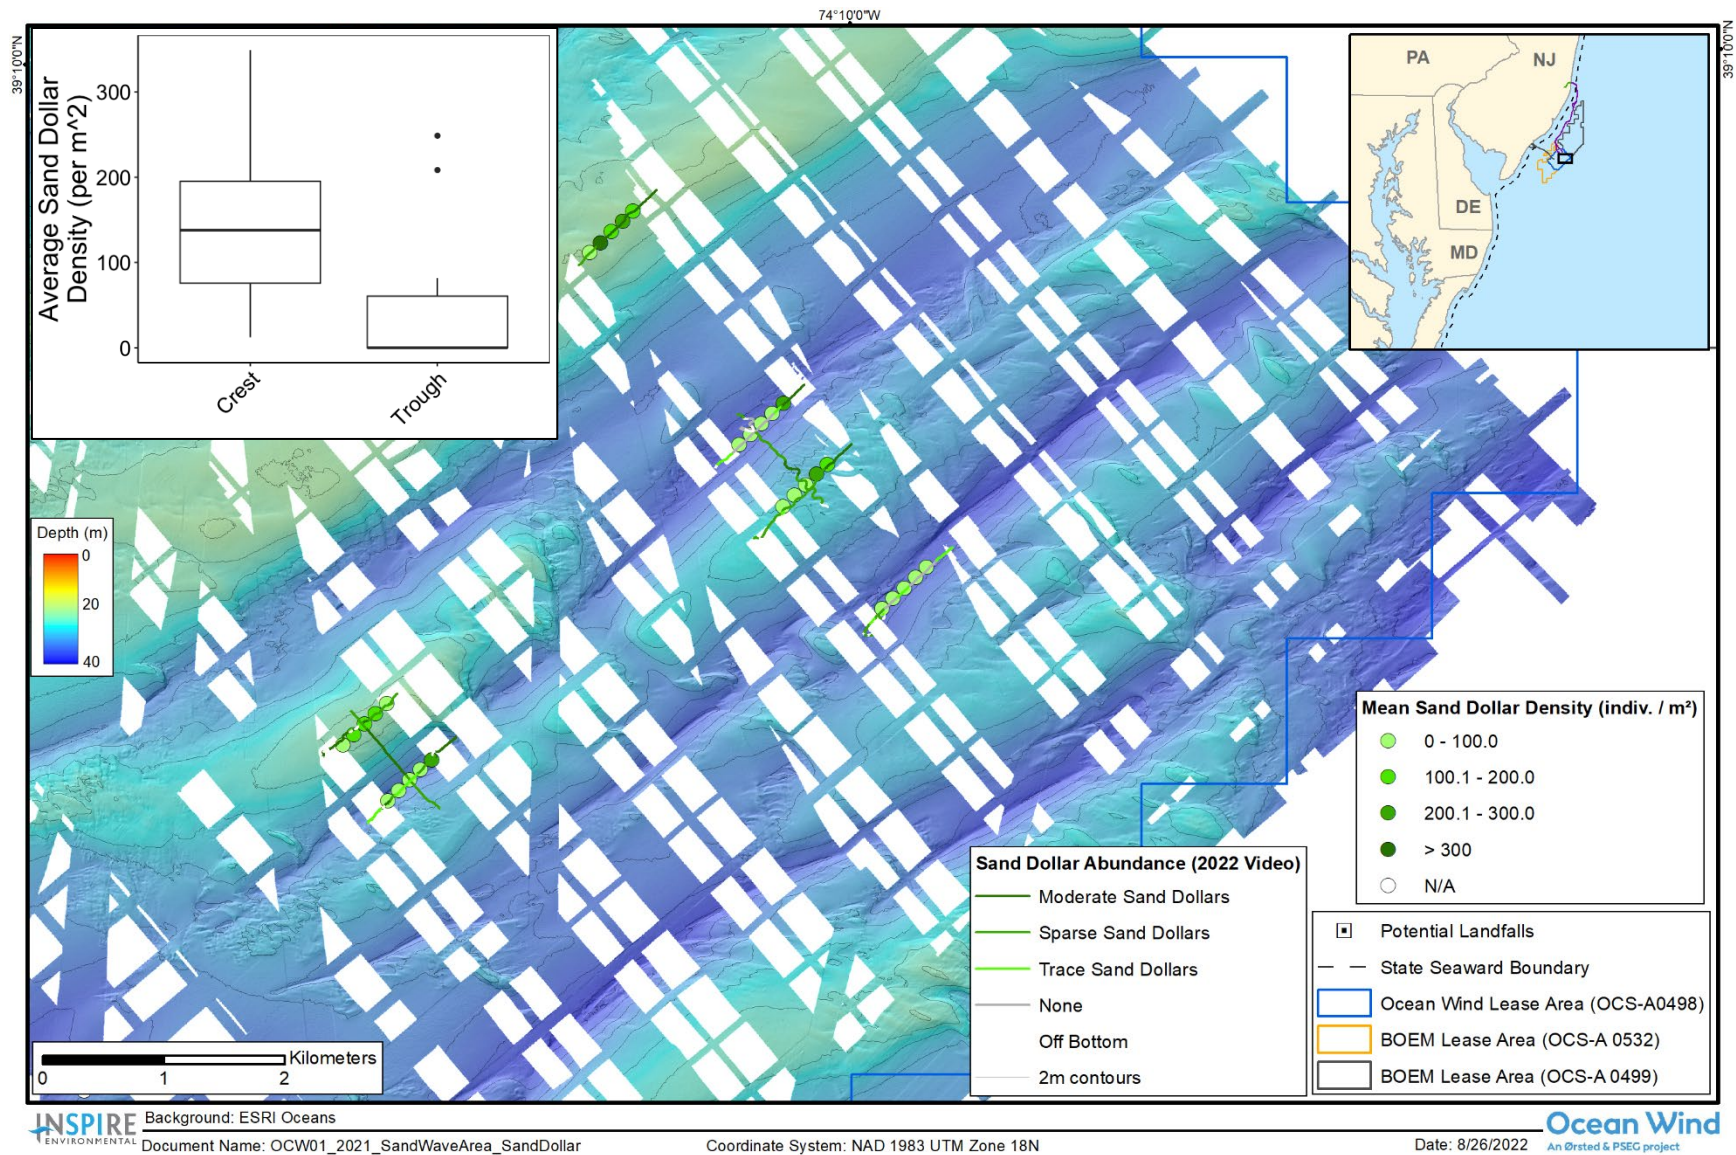 74°10'0"W
39°10'0"N
39°10'0"N
Average Sand Dollar
Density (per m^2)
300
200
100
0
Crest
Trough
PA
NJ
DE
MD
Depth (m)
0
20
40
Mean Sand Dollar Density (indiv. / m²)
0 - 100.0
100.1 - 200.0
200.1 - 300.0
> 300
N/A
Sand Dollar Abundance (2022 Video)
Moderate Sand Dollars
Sparse Sand Dollars
Trace Sand Dollars
None
Off Bottom
2m contours
Potential Landfalls
State Seaward Boundary
Ocean Wind Lease Area (OCS-A0498)
BOEM Lease Area (OCS-A 0532)
BOEM Lease Area (OCS-A 0499)
Kilometers
0 1 2
INSPIRE
ENVIRONMENTAL
Background: ESRI Oceans
Document Name: OCW01_2021_SandWaveArea_SandDollar
Coordinate System: NAD 1983 UTM Zone 18N
Date: 8/26/2022
Ocean Wind
An Ørsted & PSEG project